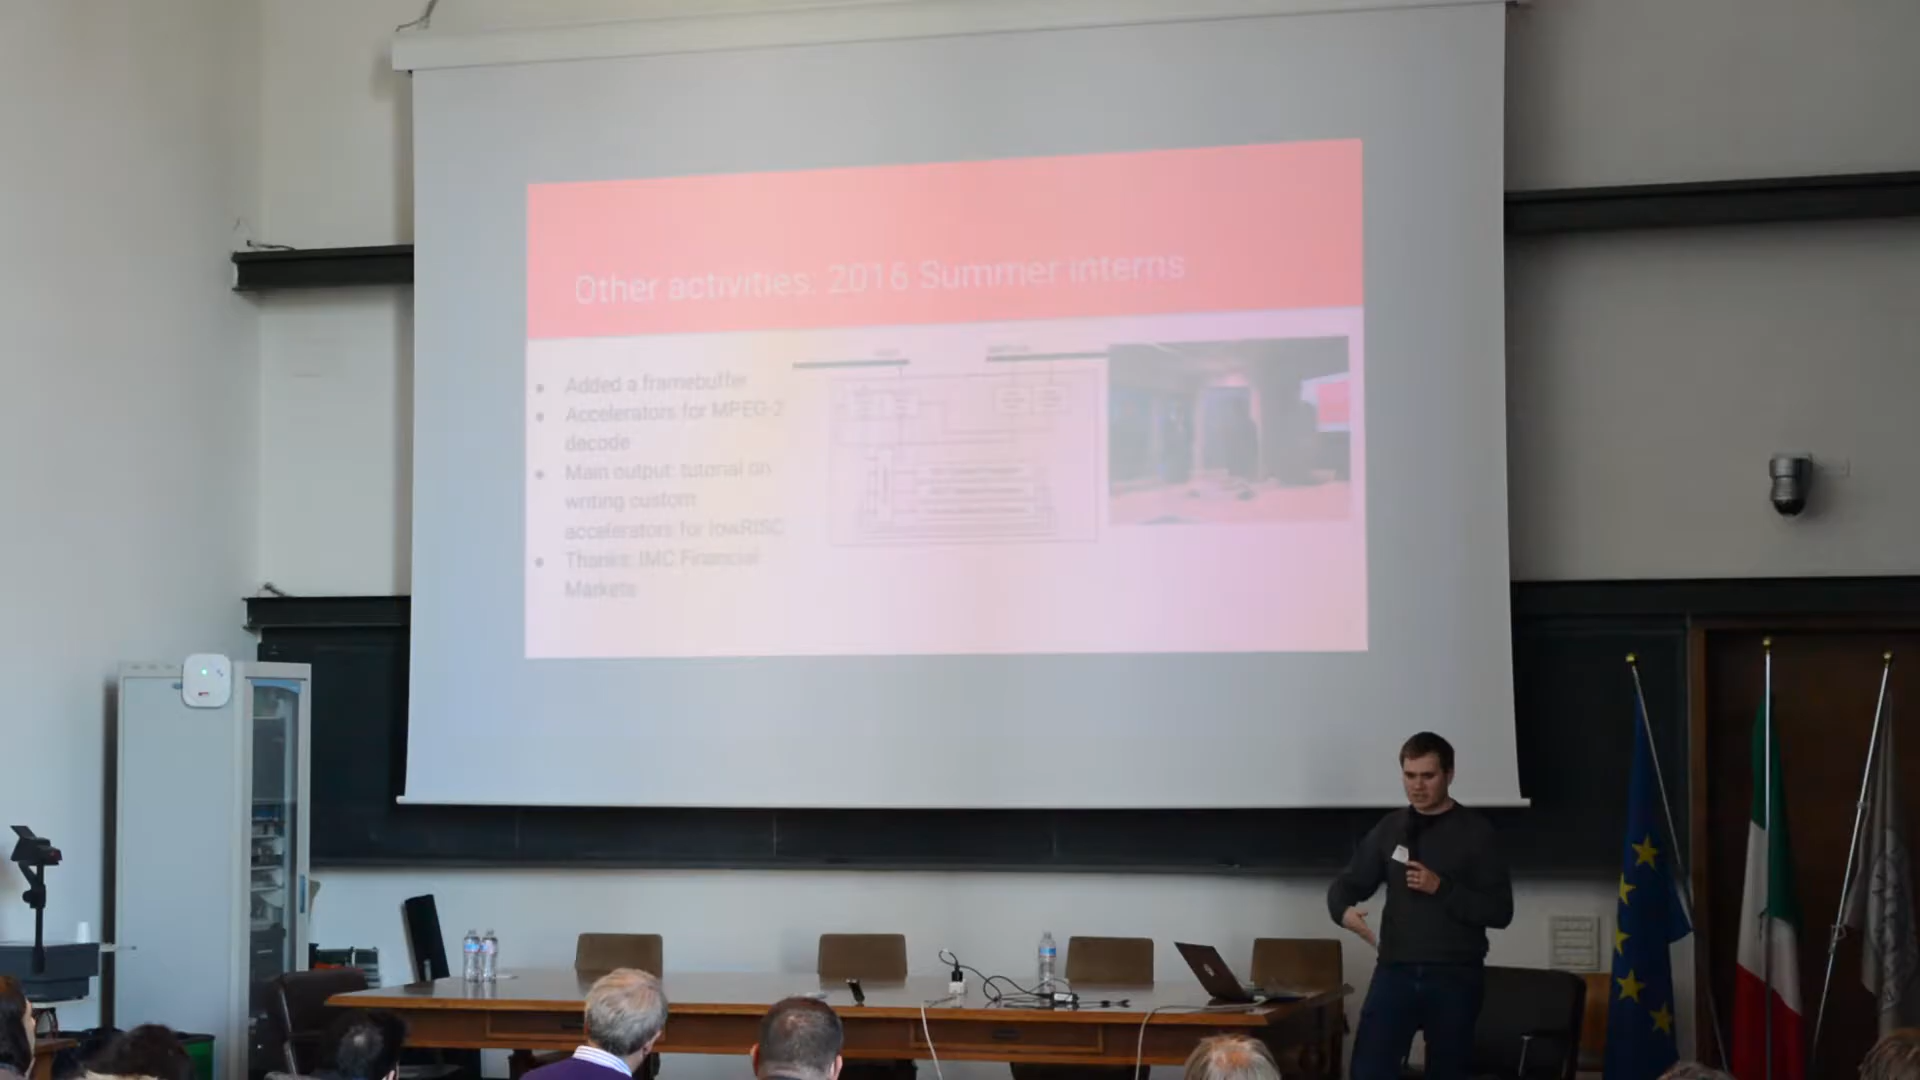 Other activities: 2016 Summer interns
Added a framebuffer
Accelerators for MPEG-2
decode
Main output: tutorial on
writing custom
accelerators for lowRISC
Thanks: IMC Financial
Markets